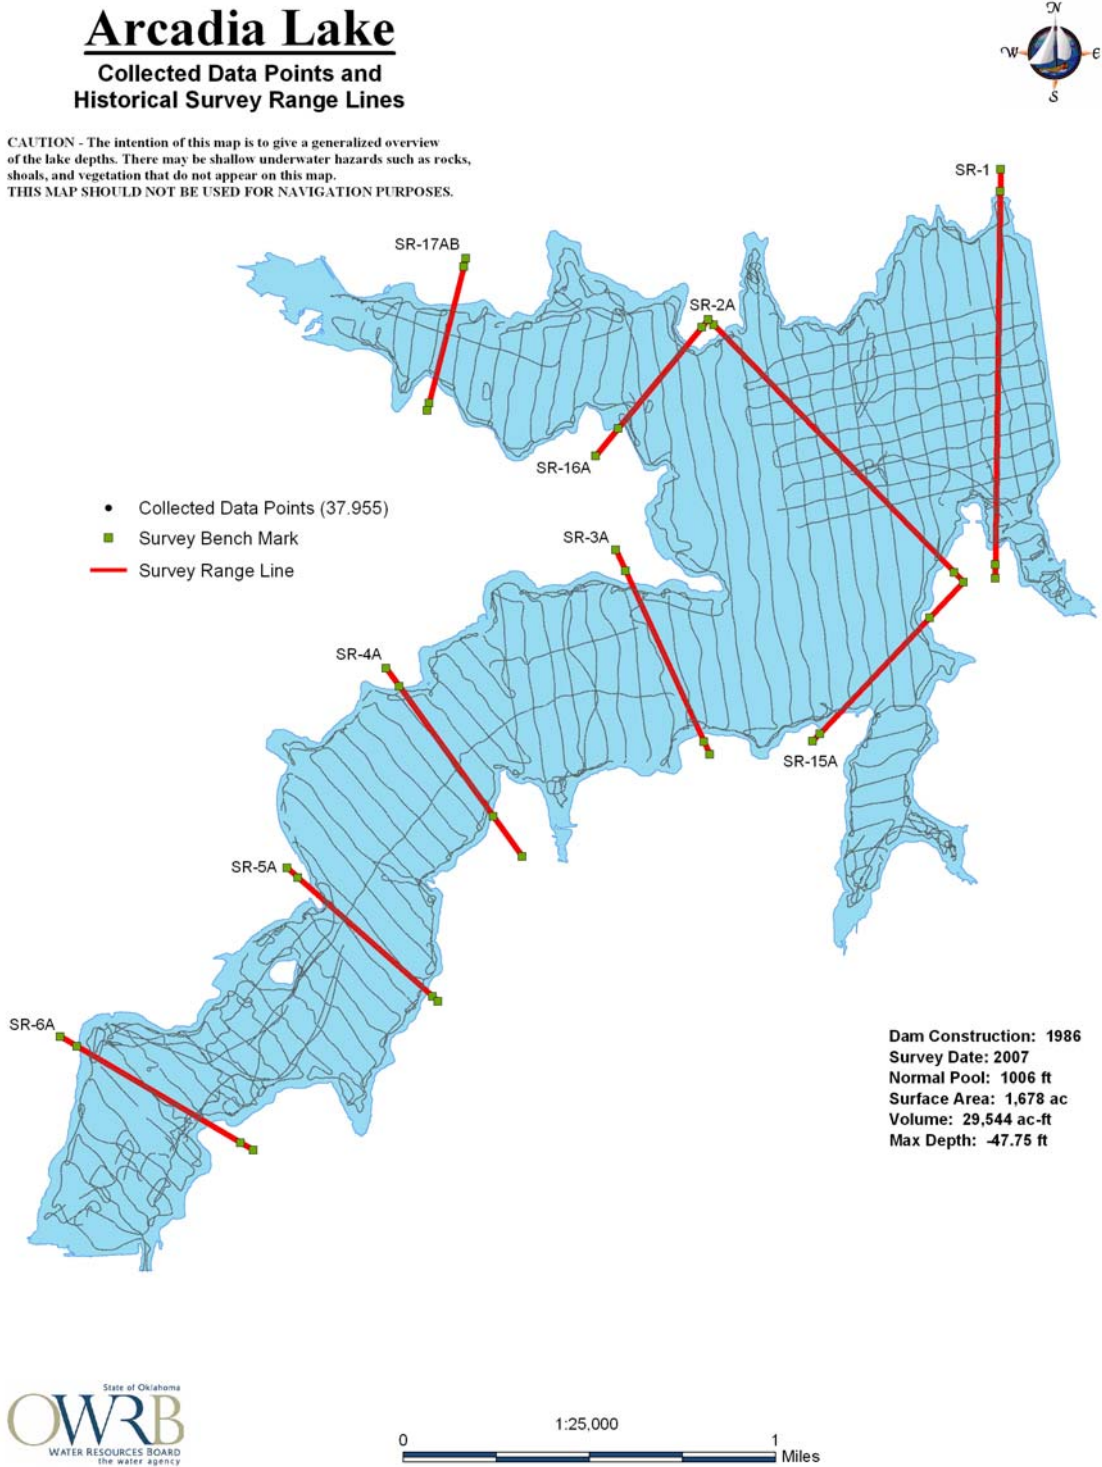 Arcadia Lake
Collected Data Points and
Historical Survey Range Lines
CAUTION - The intention of this map is to give a generalized overview
of the lake depths. There may be shallow underwater hazards such as rocks,
shoals, and vegetation that do not appear on this map.
THIS MAP SHOULD NOT BE USED FOR NAVIGATION PURPOSES.
N
W
E
S
SR-1
SR-17AB
SR-2A
SR-16A
Collected Data Points (37.955)
Survey Bench Mark
Survey Range Line
SR-3A
SR-4A
SR-15A
SR-5A
SR-6A
Dam Construction: 1986
Survey Date: 2007
Normal Pool: 1006 ft
Surface Area: 1,678 ac
Volume: 29,544 ac-ft
Max Depth: -47.75 ft
State of Oklahoma
OWRB
WATER RESOURCES BOARD
the water agency
1:25,000
0
1
Miles